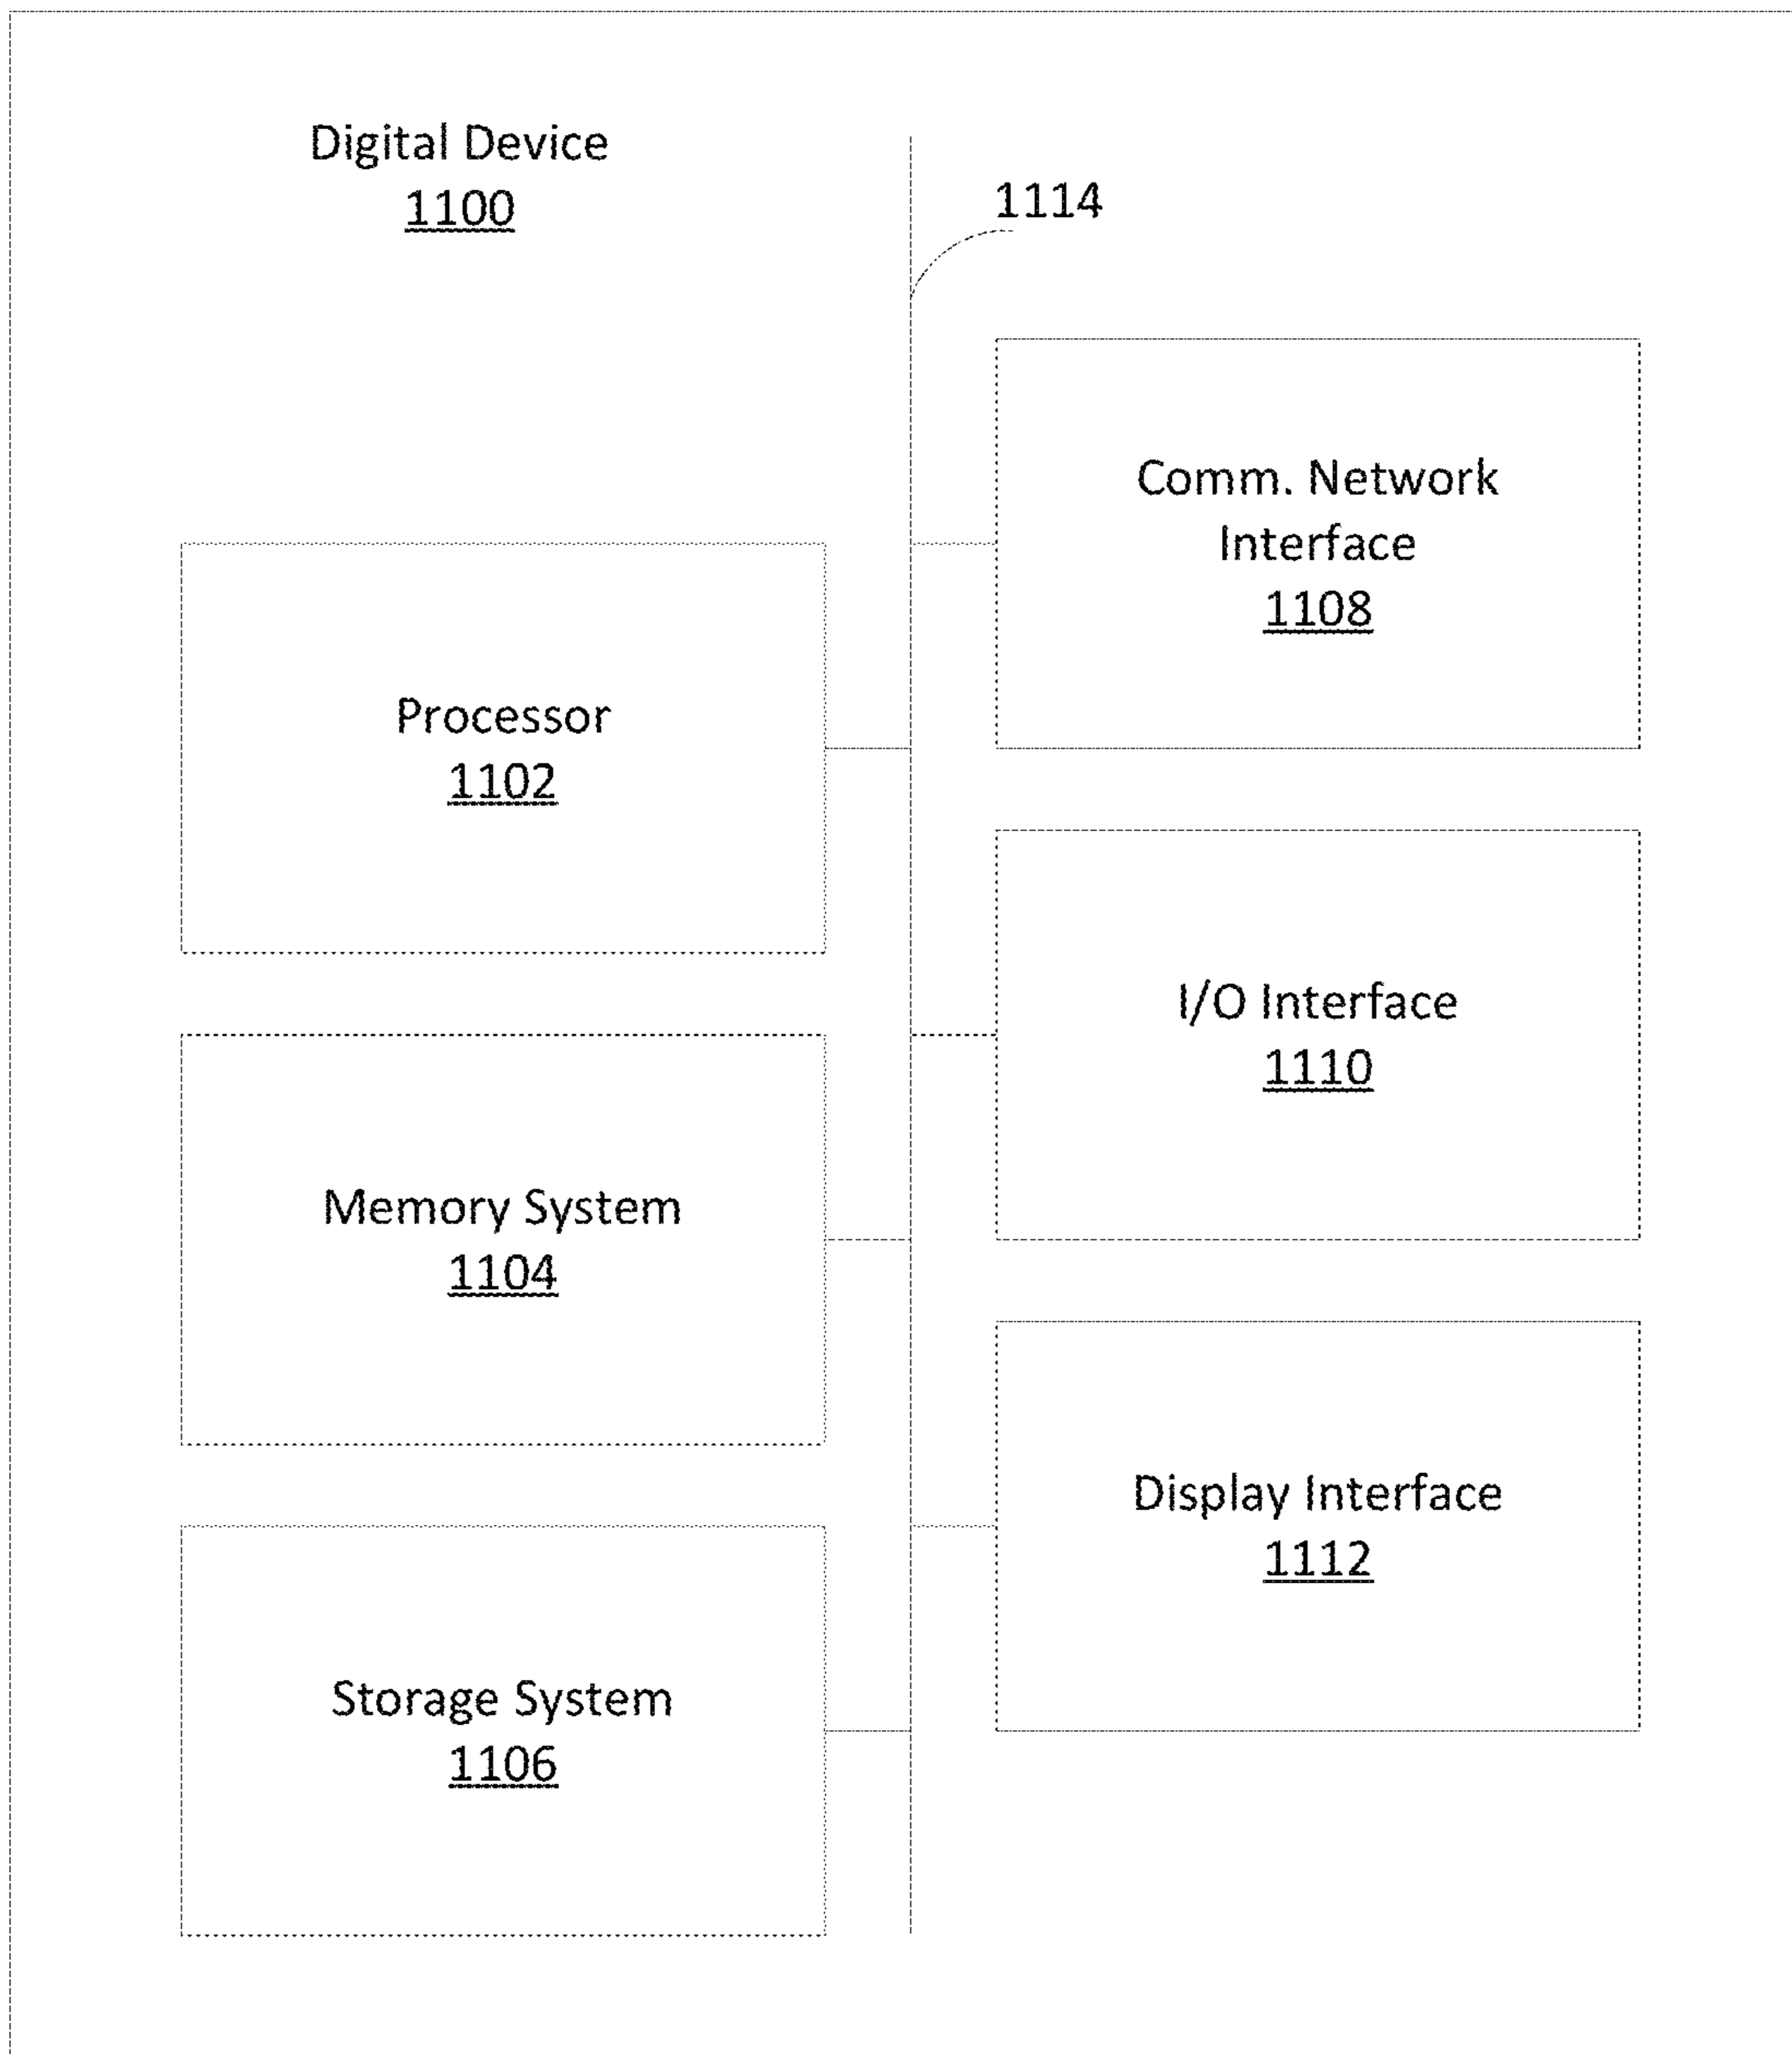 Digital Device
1100
1114
Comm. Network
Interface
1108
Processor
1102
I/O Interface
1110
Memory System
1104
Display Interface
1112
Storage System
1106